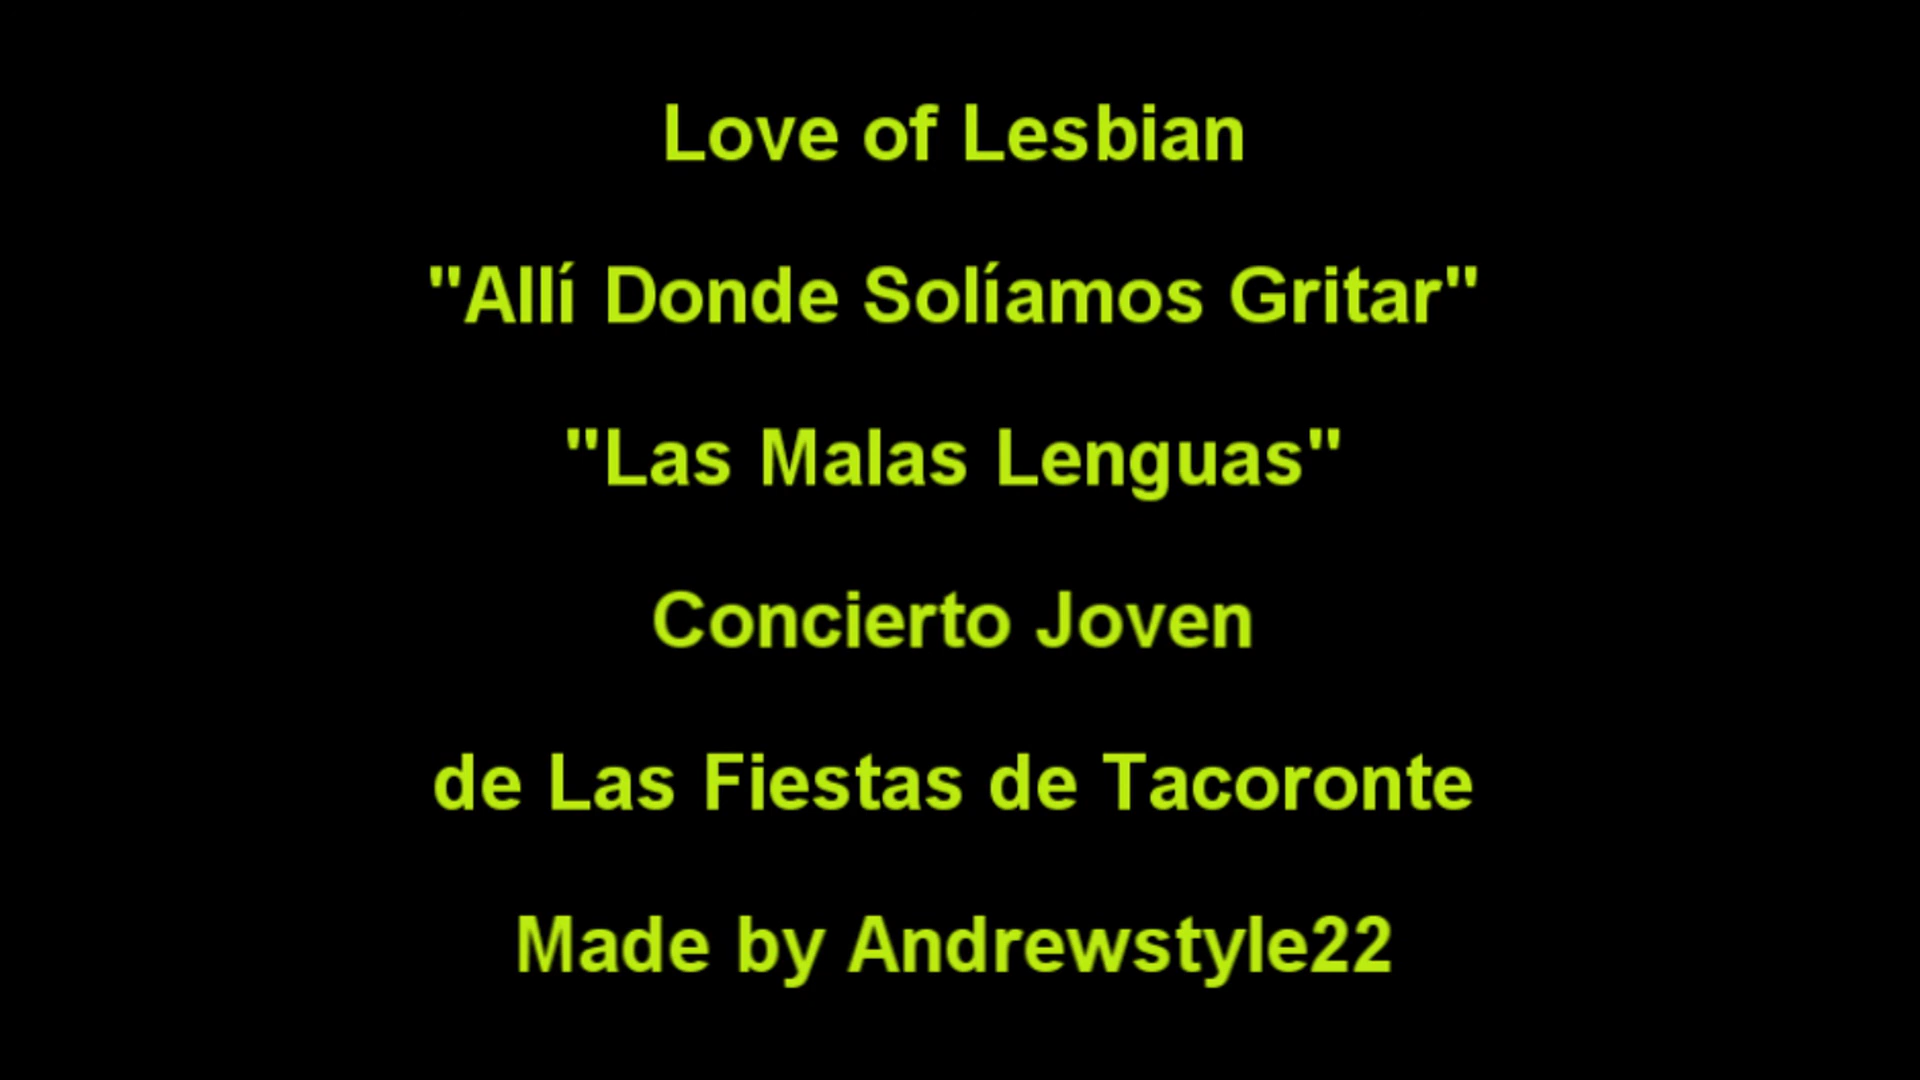 Love of Lesbian
"Allí Donde Solíamos Gritar"
"Las Malas Lenguas"
Concierto Joven
de Las Fiestas de Tacoronte
Made by Andrewstyle22